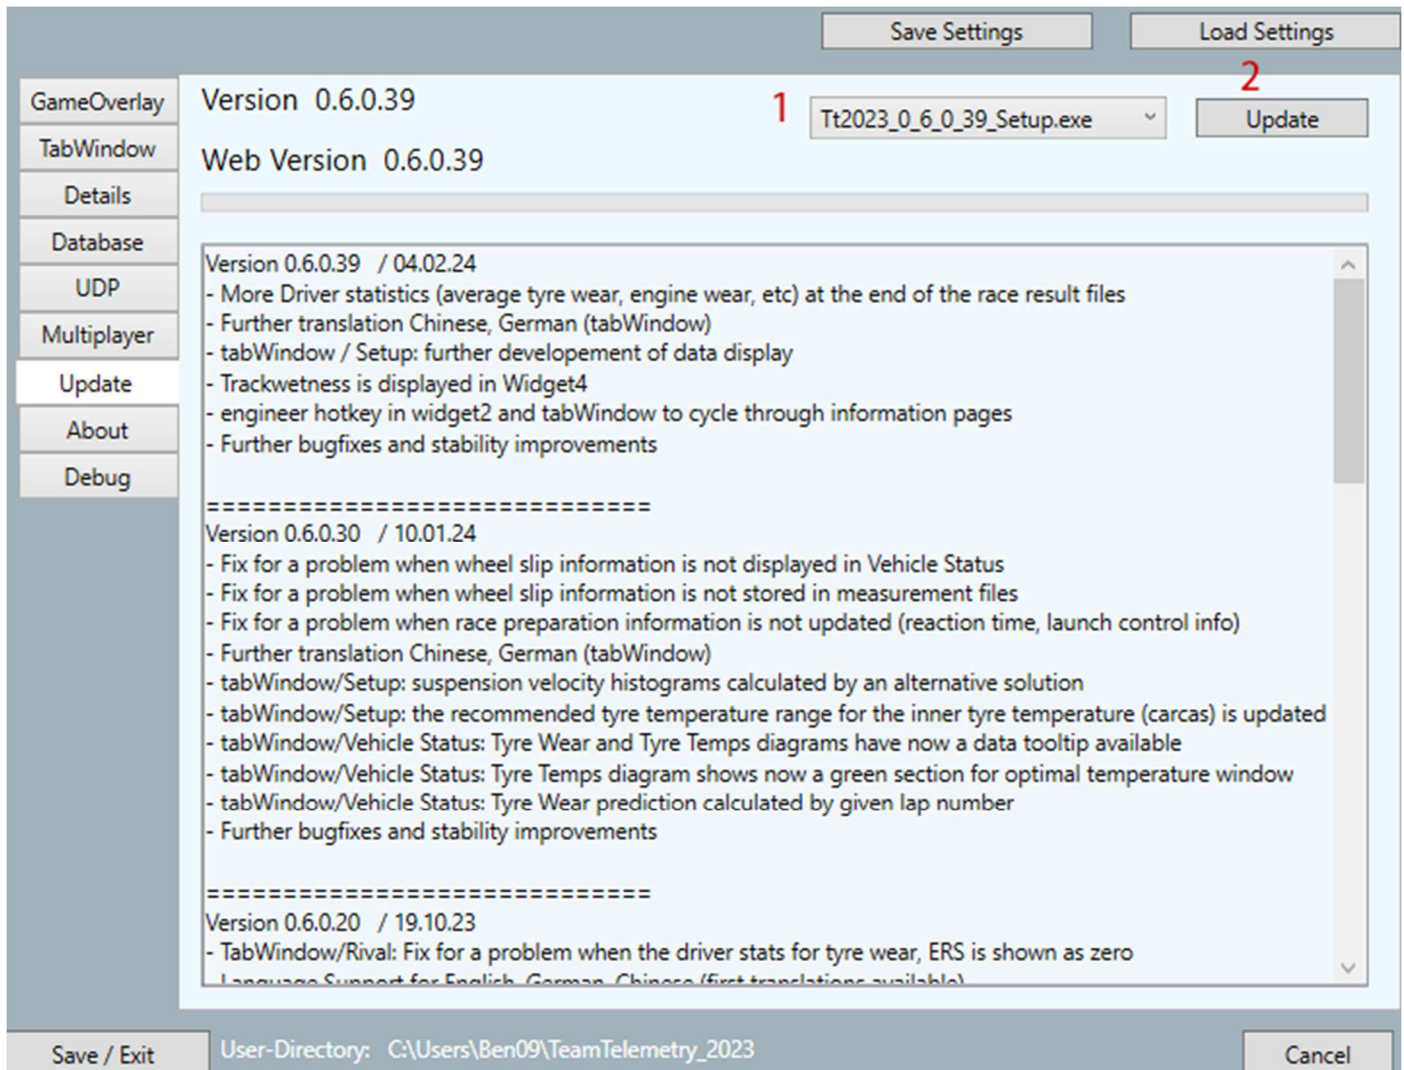 Save Settings
Load Settings
GameOverlay
TabWindow
Details
Database
UDP
Multiplayer
Update
About
Debug
Version 0.6.0.39
1
Tt2023_0_6_0_39_Setup.exe
2
Update
Web Version 0.6.0.39
Version 0.6.0.39 / 04.02.24
- More Driver statistics (average tyre wear, engine wear, etc) at the end of the race result files
- Further translation Chinese, German (tabWindow)
- tabWindow / Setup: further developement of data display
- Trackwetness is displayed in Widget4
- engineer hotkey in widget2 and tabWindow to cycle through information pages
- Further bugfixes and stability improvements
=============================
Version 0.6.0.30 / 10.01.24
- Fix for a problem when wheel slip information is not displayed in Vehicle Status
- Fix for a problem when wheel slip information is not stored in measurement files
- Fix for a problem when race preparation information is not updated (reaction time, launch control info)
- Further translation Chinese, German (tabWindow)
- tabWindow/Setup: suspension velocity histograms calculated by an alternative solution
- tabWindow/Setup: the recommended tyre temperature range for the inner tyre temperature (carcas) is updated
- tabWindow/Vehicle Status: Tyre Wear and Tyre Temps diagrams have now a data tooltip available
- tabWindow/Vehicle Status: Tyre Temps diagram shows now a green section for optimal temperature window
- tabWindow/Vehicle Status: Tyre Wear prediction calculated by given lap number
- Further bugfixes and stability improvements
=============================
Version 0.6.0.20 / 19.10.23
- TabWindow/Rival: Fix for a problem when the driver stats for tyre wear, ERS is shown as zero
- Language Support for English, German, Chinese (first translations available)
Save / Exit
User-Directory: C:\Users\Ben09\TeamTelemetry_2023
Cancel